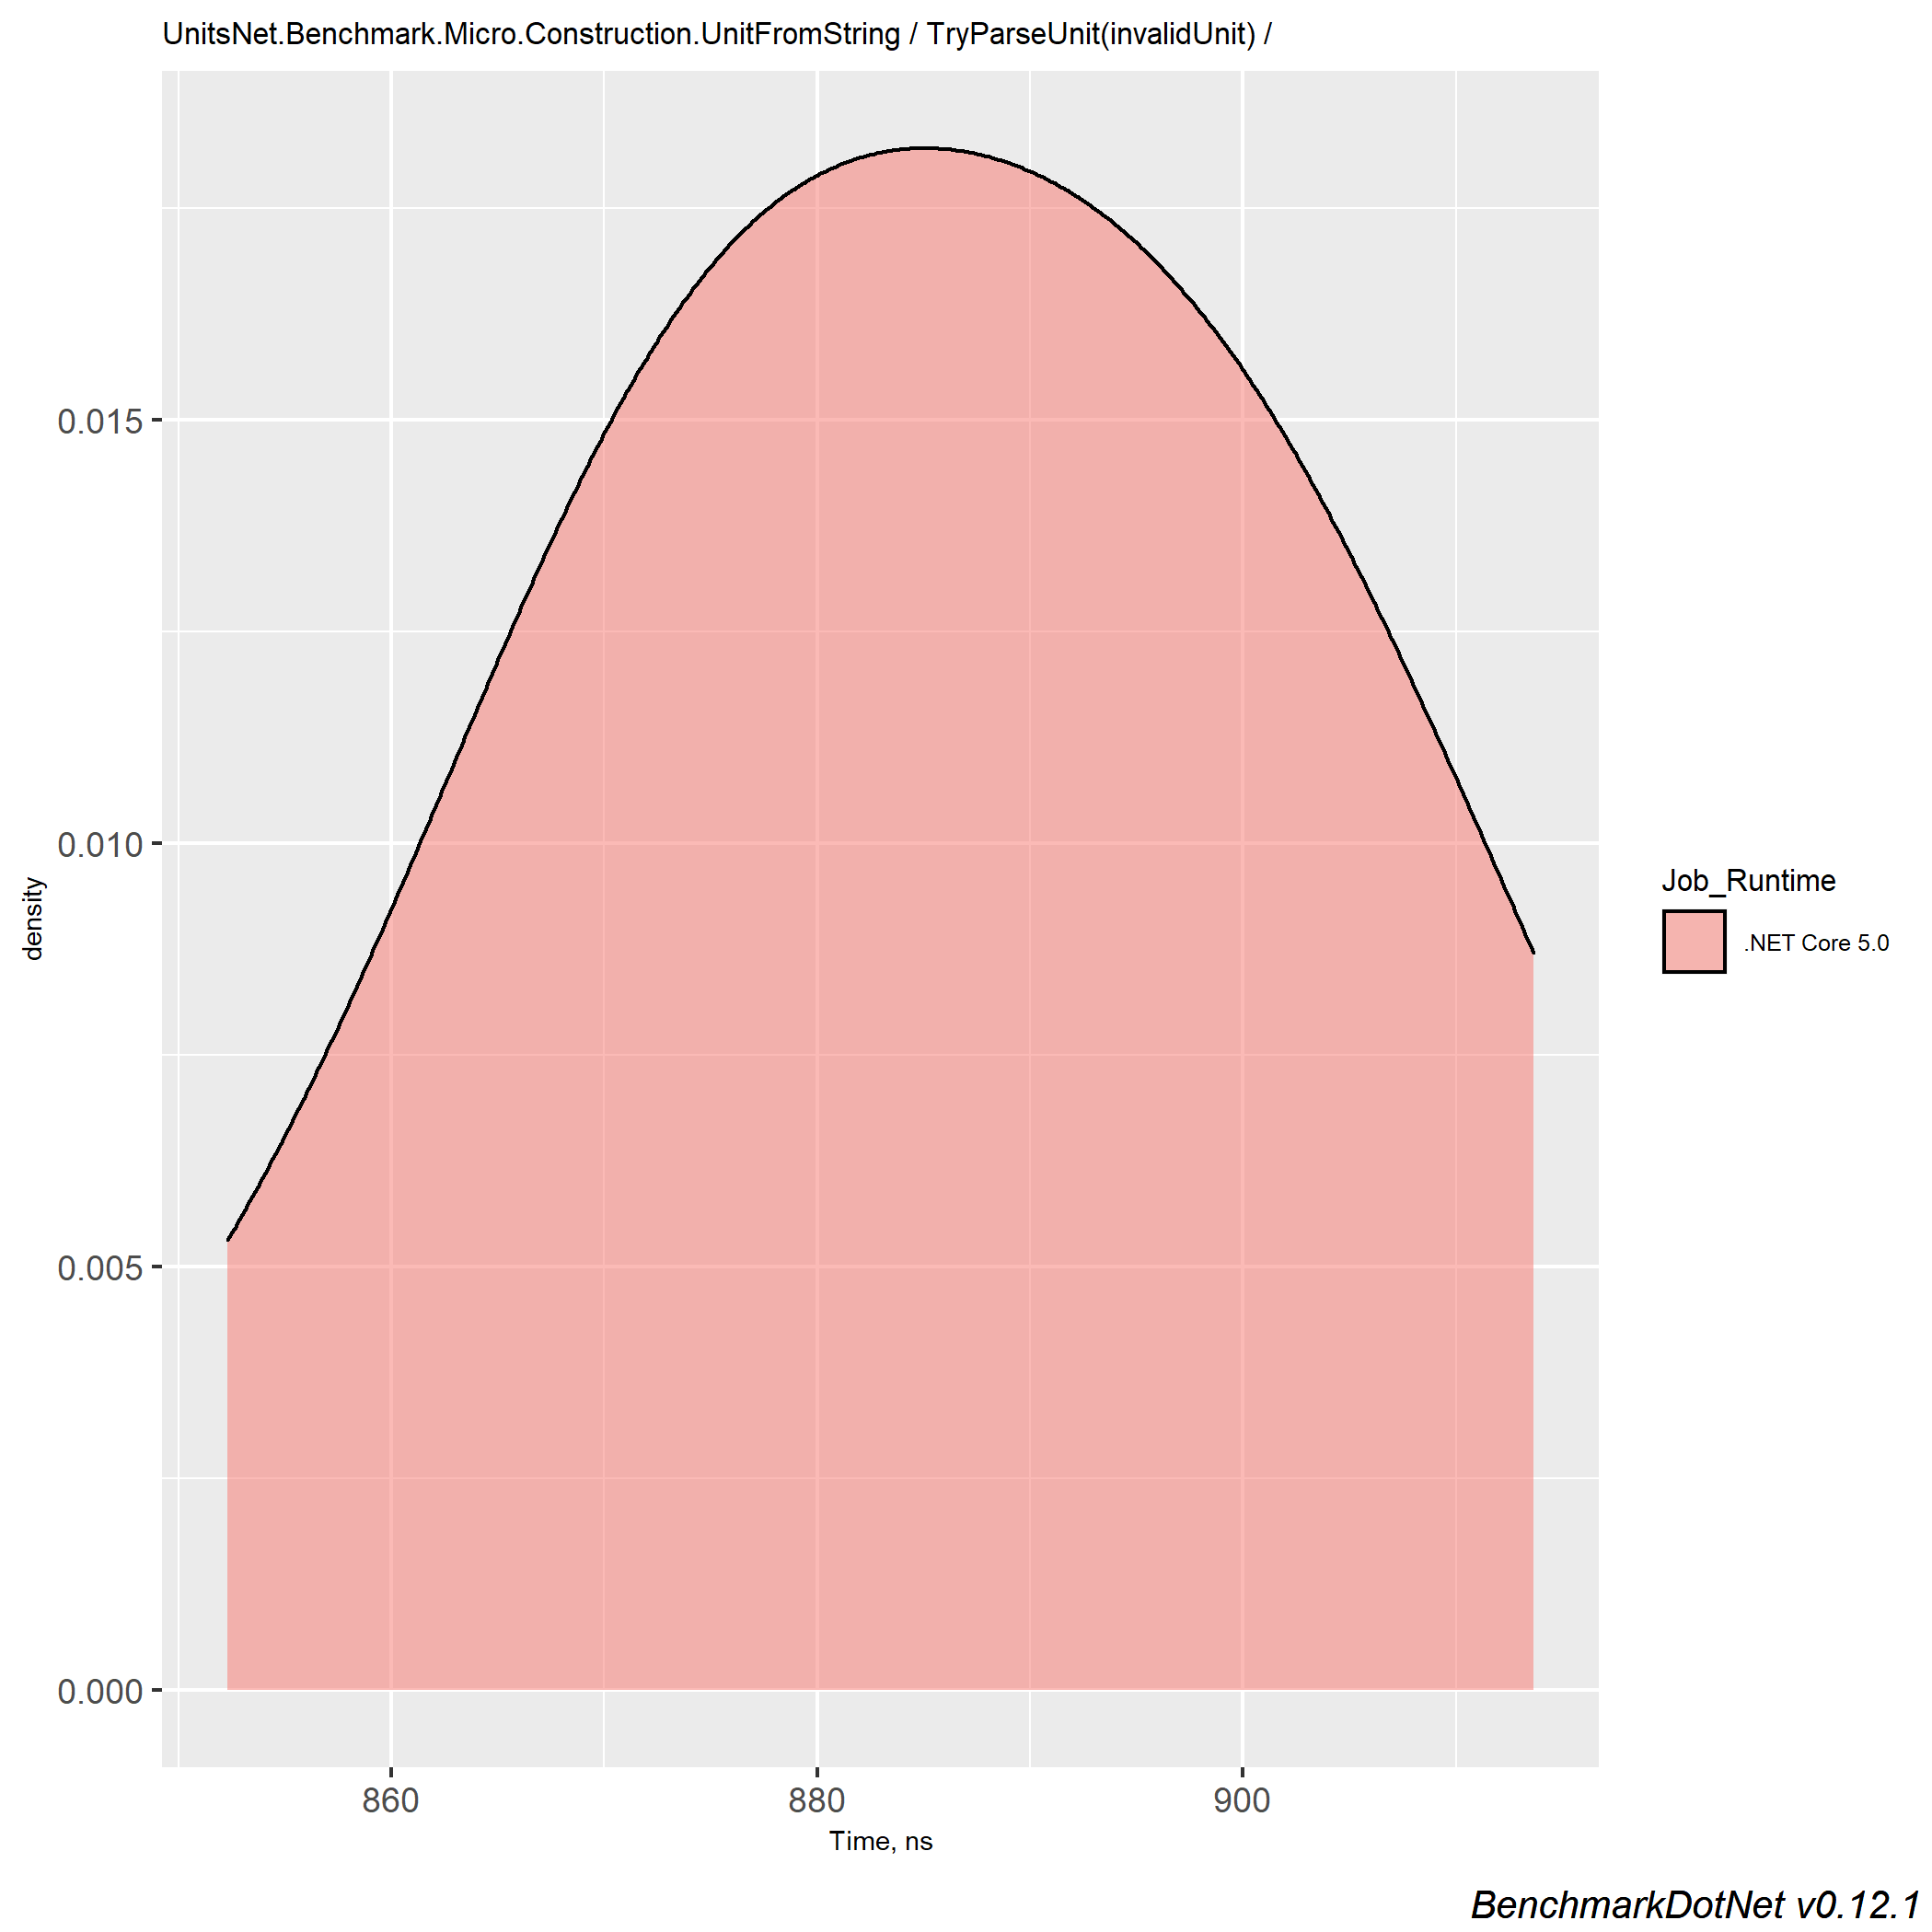 UnitsNet.Benchmark.Micro.Construction.UnitFromString / TryParseUnit(invalidUnit) /
0.015
0.010
0.005
0.000
density
860 880 900
Time, ns
Job_Runtime
.NET Core 5.0
BenchmarkDotNet v0.12.1